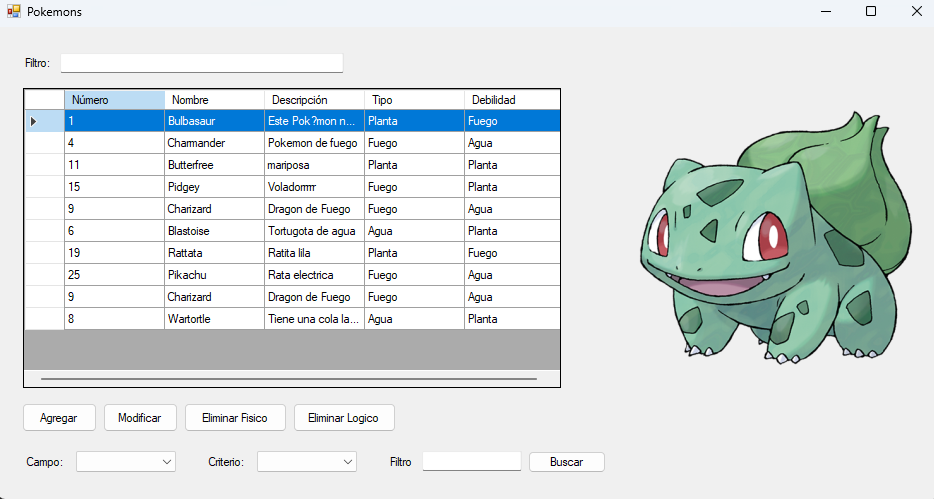 Pokemons
Filtro:
Número Nombre Descripción Tipo Debilidad
1 Bulbasaur Este Pok?mon n... Planta Fuego
4 Charmander Pokemon de fuego Fuego Agua
11 Butterfree mariposa Planta Planta
15 Pidgey Voladorrrr Fuego Planta
9 Charizard Dragon de Fuego Fuego Agua
6 Blastoise Tortugota de agua Agua Planta
19 Rattata Ratita lila Planta Fuego
25 Pikachu Rata electrica Fuego Agua
9 Charizard Dragon de Fuego Fuego Agua
8 Wartortle Tiene una cola la... Agua Planta
Agregar Modificar Eliminar Fisico Eliminar Logico
Campo: Criterio: Filtro Buscar